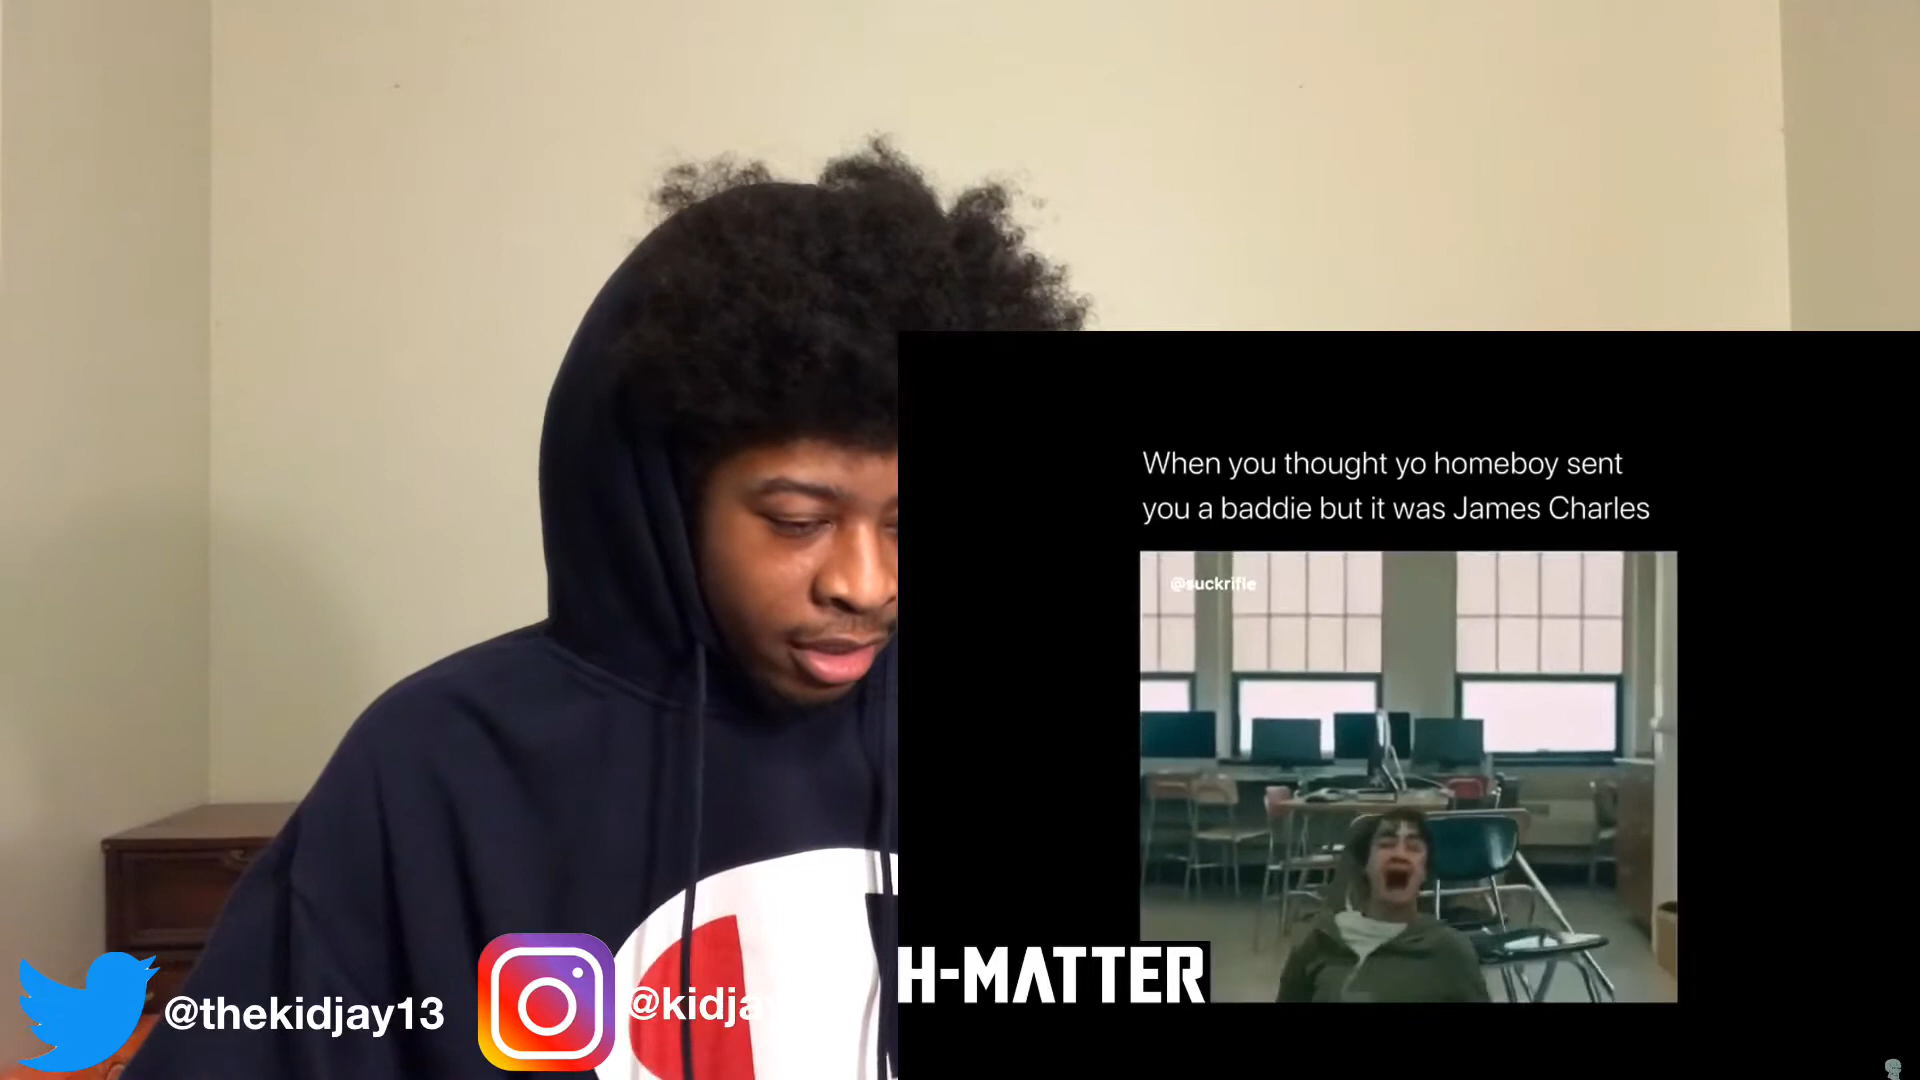 When you thought yo homeboy sent
you a baddie but it was James Charles
@suckrifle
H-MATTER
@thekidjay13
@kidja